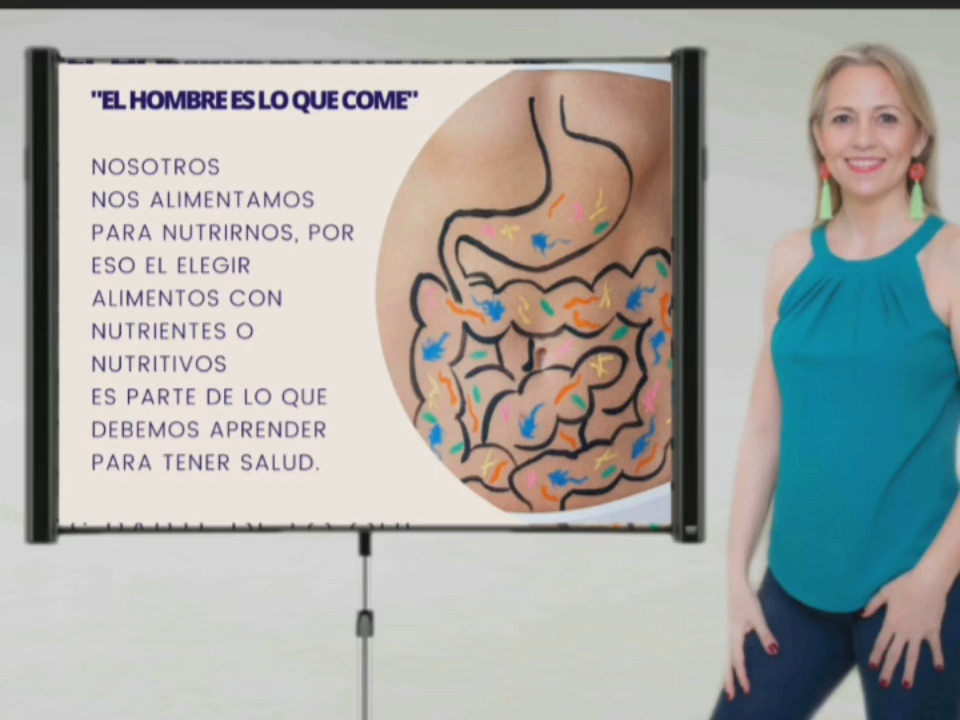 "EL HOMBRE ES LO QUE COME"
NOSOTROS
NOS ALIMENTAMOS
PARA NUTRIRNOS, POR
ESO EL ELEGIR
ALIMENTOS CON
NUTRIENTES O
NUTRITIVOS
ES PARTE DE LO QUE
DEBEMOS APRENDER
PARA TENER SALUD.